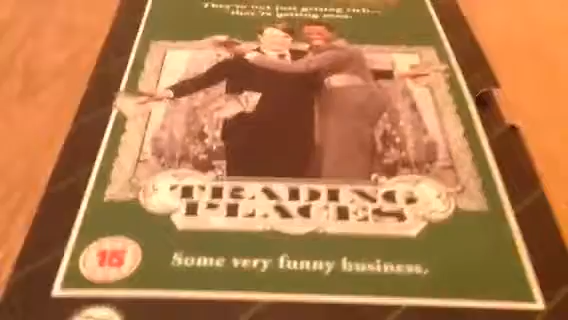 They're not just getting rich...
they're getting even.
TRADING
PLACES
15
Some very funny business.